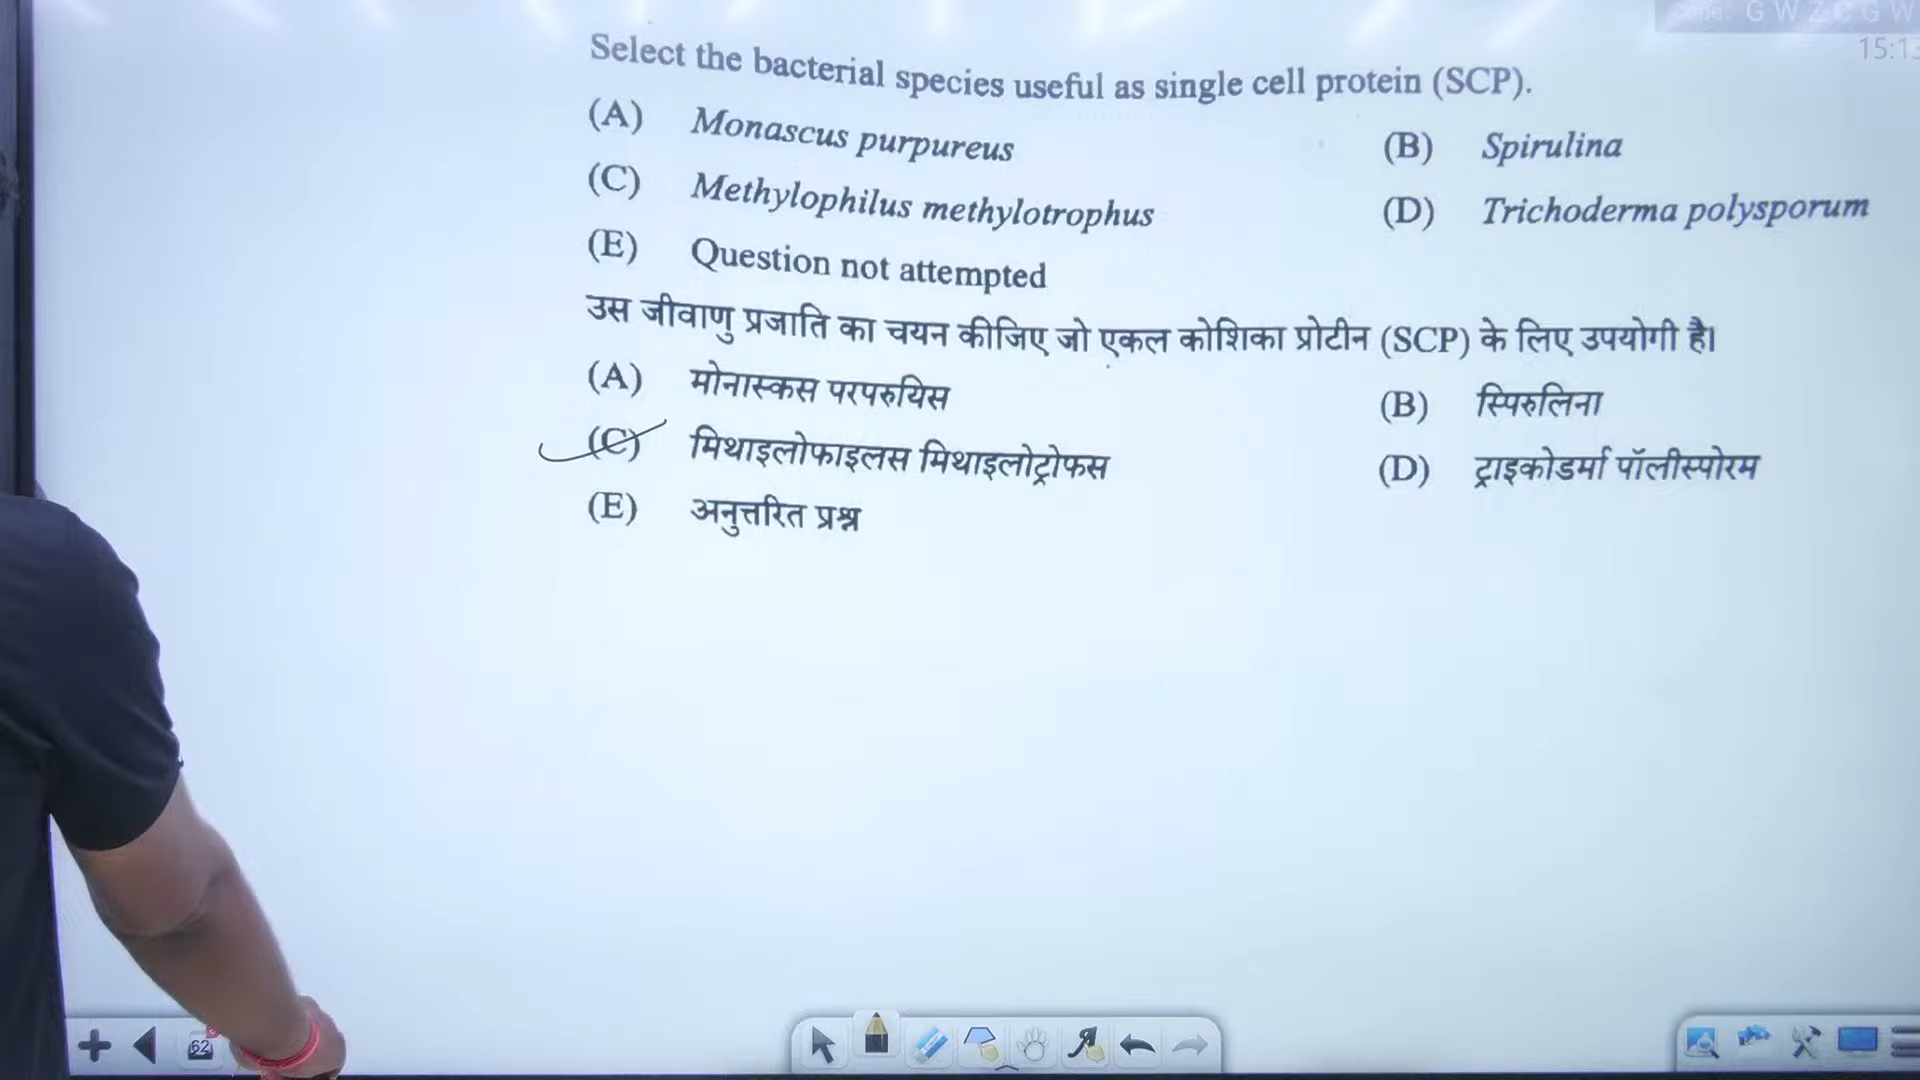 Select the bacterial species useful as single cell protein (SCP).
(A) Monascus purpureus (B) Spirulina
(C) Methylophilus methylotrophus (D) Trichoderma polysporum
(E) Question not attempted
उस जीवाणु प्रजाति का चयन कीजिए जो एकल कोशिका प्रोटीन (SCP) के लिए उपयोगी है।
(A) मोनास्कस परपरुयिस (B) स्पिरुलिना
(C) मिथाइलोफाइलस मिथाइलोट्रोफस (D) ट्राइकोडर्मा पॉलीस्पोरम
(E) अनुत्तरित प्रश्न
62